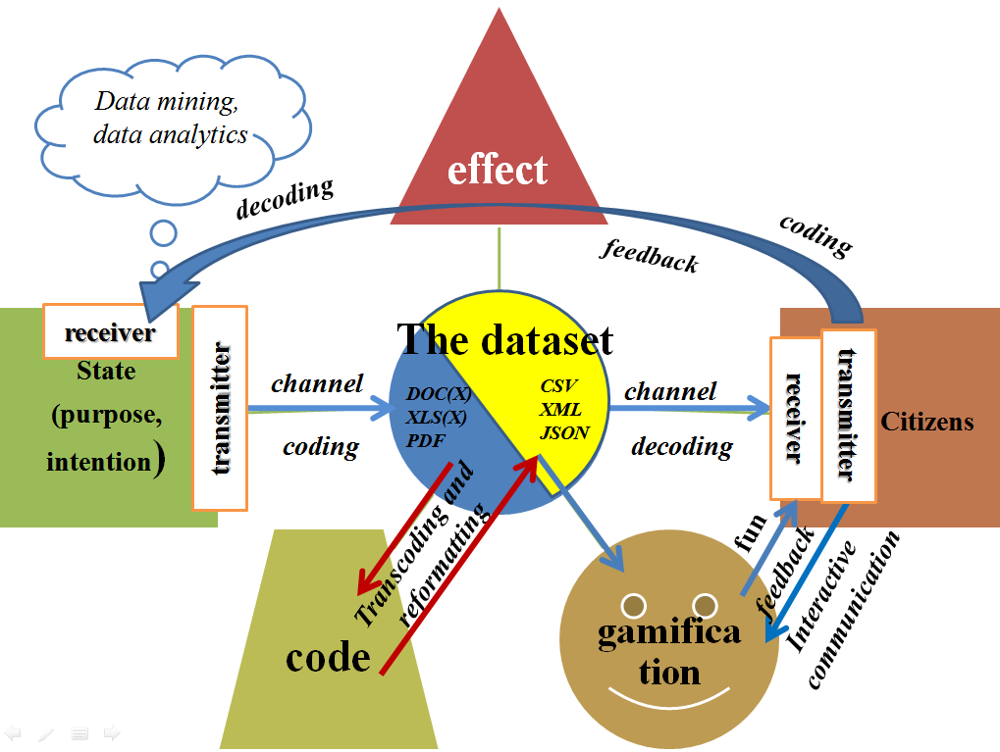 Data mining,
data analytics
effect
decoding
coding
feedback
receiver
State
(purpose,
intention)
transmitter
channel
coding
The dataset
DOC(X)
XLS(X)
PDF
CSV
XML
JSON
channel
decoding
receiver
transmitter
Citizens
Transcoding and
reformatting
code
gamifica
tion
fun
feedback
Interactive
communication